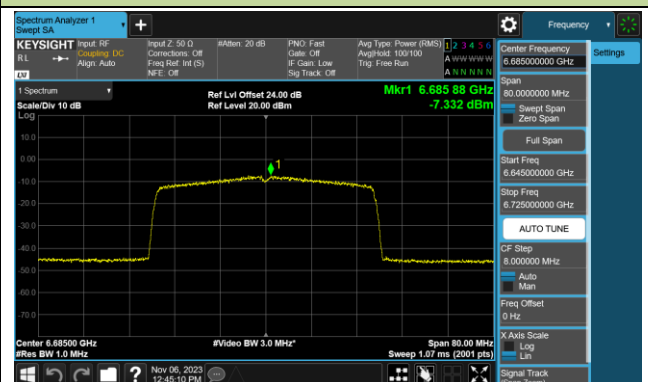 Spectrum Analyzer 1
Swept SA
+
Frequency
KEYSIGHT
RL
Input: RF
Coupling: DC
Align: Auto
Input Z: 50 Ω
Corrections: Off
Freq Ref: Int (S)
NFE: Off
#Atten: 20 dB
PNO: Fast
Gate: Off
IF Gain: Low
Sig Track: Off
Avg Type: Power (RMS)
Avg|Hold: 100/100
Trig: Free Run
1 2 3 4 5 6
A W W W W W
A N N N N N
LXI
1 Spectrum
Scale/Div 10 dB
Log
Ref Lvl Offset 24.00 dB
Ref Level 20.00 dBm
Mkr1 6.685 88 GHz
-7.332 dBm
1
10.0
0.00
-10.0
-20.0
-30.0
-40.0
-50.0
-60.0
-70.0
Center 6.68500 GHz
#Res BW 1.0 MHz
#Video BW 3.0 MHz*
Span 80.00 MHz
Sweep 1.07 ms (2001 pts)
Nov 06, 2023
12:45:10 PM
?
Center Frequency
6.685000000 GHz
Settings
Span
80.0000000 MHz
Swept Span
Zero Span
Full Span
Start Freq
6.645000000 GHz
Stop Freq
6.725000000 GHz
AUTO TUNE
CF Step
8.000000 MHz
Auto
Man
Freq Offset
0 Hz
X Axis Scale
Log
Lin
Signal Track
(Span Zoom)